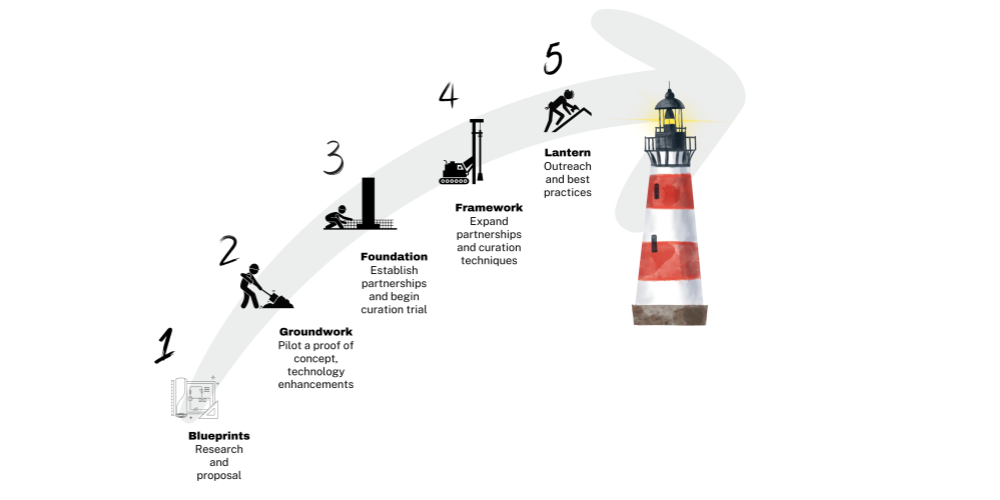 1
Blueprints
Research
and
proposal
2
Groundwork
Pilot a proof of
concept,
technology
enhancements
3
Foundation
Establish
partnerships
and begin
curation trial
4
Framework
Expand
partnerships
and curation
techniques
5
Lantern
Outreach
and best
practices